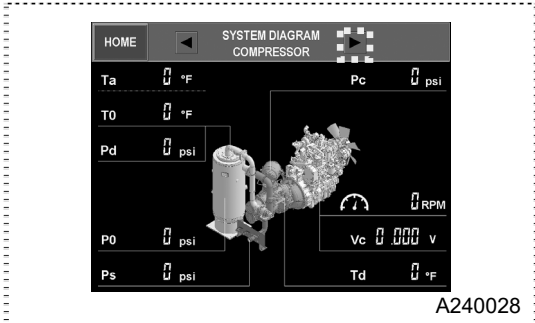 HOME
SYSTEM DIAGRAM
COMPRESSOR
Ta 0 °F
Pc 0 psi
T0 0 °F
Pd 0 psi
0 RPM
P0 0 psi
Vc 0.000 V
Ps 0 psi
Td 0 °F
A240028